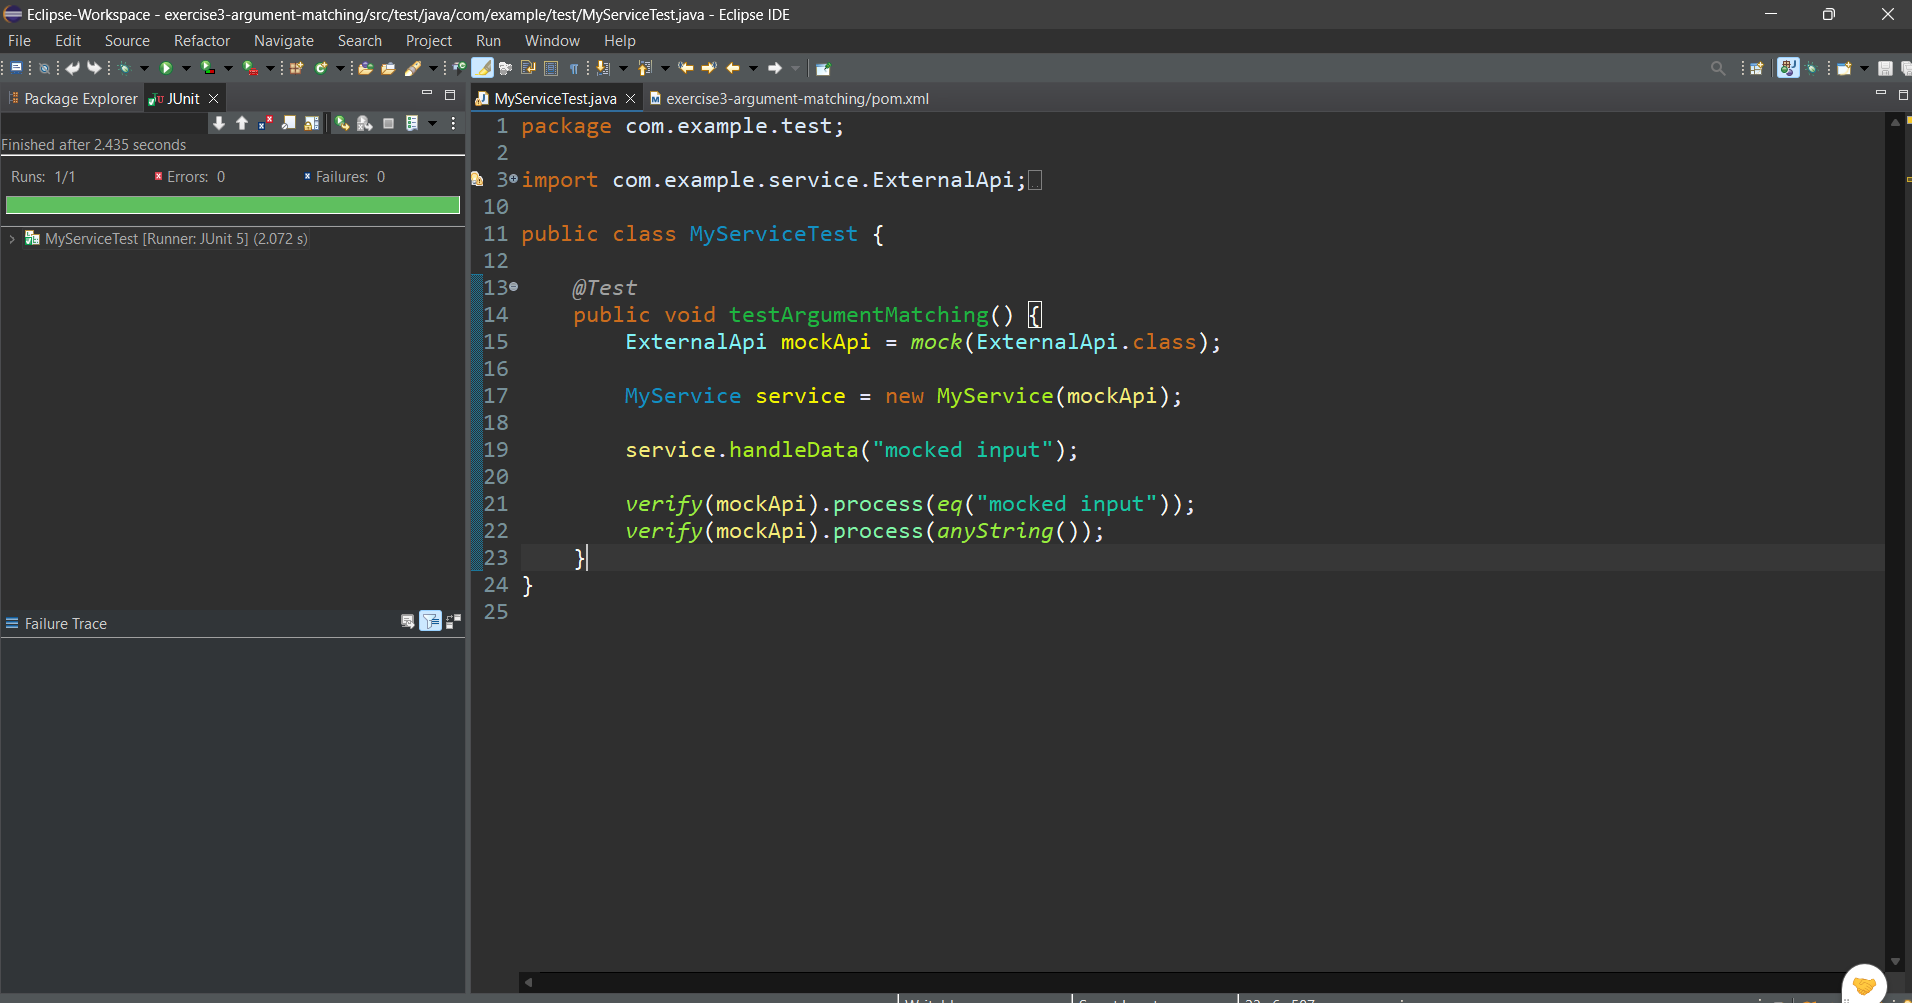 Eclipse-Workspace - exercise3-argument-matching/src/test/java/com/example/test/MyServiceTest.java - Eclipse IDE
File Edit Source Refactor Navigate Search Project Run Window Help
Package Explorer JUnit
Finished after 2.435 seconds
Runs: 1/1 Errors: 0 Failures: 0
MyServiceTest [Runner: JUnit 5] (2.072 s)
Failure Trace
MyServiceTest.java exercise3-argument-matching/pom.xml
1 package com.example.test;
2
3 import com.example.service.ExternalApi;
10
11 public class MyServiceTest {
12
13 @Test
14 public void testArgumentMatching() {
15 ExternalApi mockApi = mock(ExternalApi.class);
16
17 MyService service = new MyService(mockApi);
18
19 service.handleData("mocked input");
20
21 verify(mockApi).process(eq("mocked input"));
22 verify(mockApi).process(anyString());
23 }
24 }
25